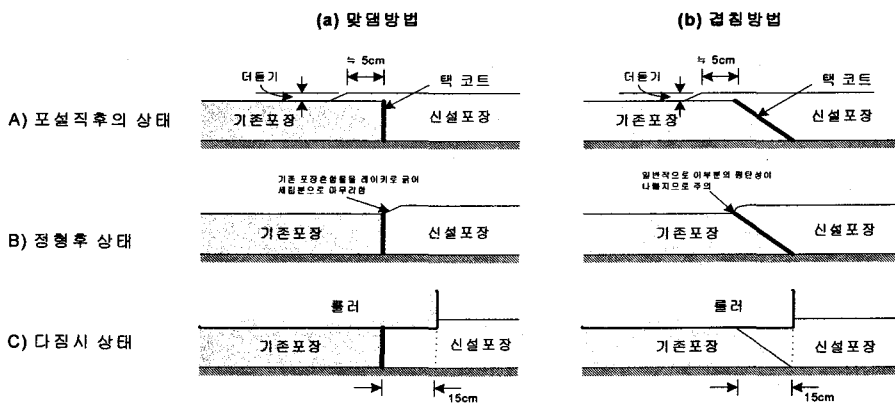 (a) 맞댐방법
(b) 겹침방법
A) 포설직후의 상태
≒ 5cm
더돋기
택 코트
기존포장
신설포장
≒ 5cm
더돋기
택 코트
기존포장
신설포장
B) 정형후 상태
기존 포장혼합물을 레이키로 긁어
세립분으로 마무리함
기존포장
신설포장
일반적으로 이부분의 평탄성이
나빠지므로 주의
기존포장
신설포장
C) 다짐시 상태
롤러
기존포장
신설포장
15cm
롤러
기존포장
신설포장
15cm